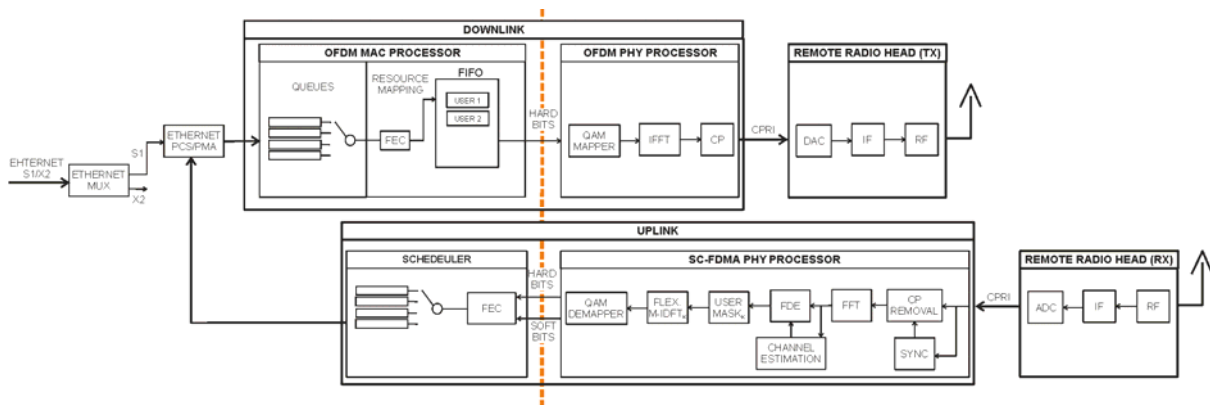 DOWNLINK
OFDM MAC PROCESSOR
QUEUES
RESOURCE
MAPPING
FIFO
USER 1
USER 2
FEC
HARD
BITS
OFDM PHY PROCESSOR
QAM
MAPPER
IFFT
CP
CPRI
REMOTE RADIO HEAD (TX)
DAC
IF
RF
EHTERNET
S1/X2
ETHERNET
MUX
S1
X2
ETHERNET
PCS/PMA
UPLINK
SCHEDEULER
FEC
HARD
BITS
SOFT
BITS
SC-FDMA PHY PROCESSOR
QAM
DEMAPPER
FLEX.
M-IDFTK
USER
MASKK
FDE
CHANNEL
ESTIMATION
FFT
CP
REMOVAL
SYNC
CPRI
REMOTE RADIO HEAD (RX)
ADC
IF
RF